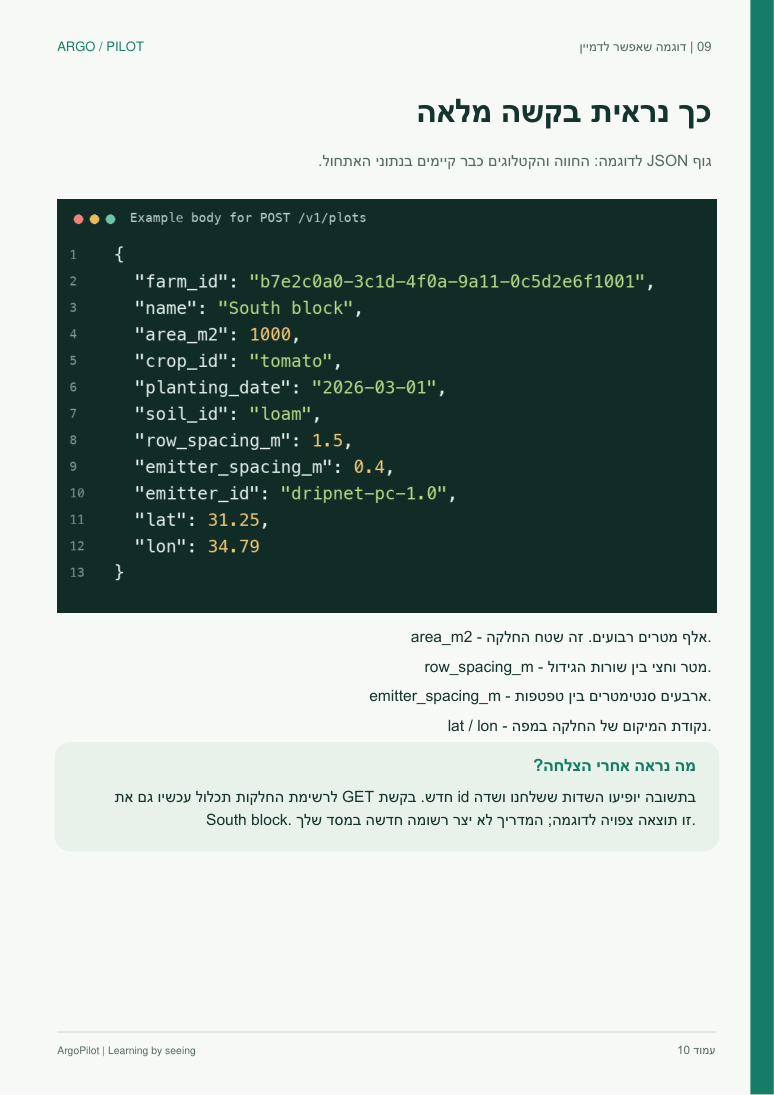 ARGO / PILOT
09 | דוגמה שאפשר לדמיין
כך נראית בקשה מלאה
גוף JSON לדוגמה: החווה והקטלוגים כבר קיימים בנתוני האתחול.
Example body for POST /v1/plots
1 {
2 "farm_id": "b7e2c0a0-3c1d-4f0a-9a11-0c5d2e6f1001",
3 "name": "South block",
4 "area_m2": 1000,
5 "crop_id": "tomato",
6 "planting_date": "2026-03-01",
7 "soil_id": "loam",
8 "row_spacing_m": 1.5,
9 "emitter_spacing_m": 0.4,
10 "emitter_id": "dripnet-pc-1.0",
11 "lat": 31.25,
12 "lon": 34.79
13 }
.אלף מטרים רבועים. זה שטח החלקה - area_m2
.מטר וחצי בין שורות הגידול - row_spacing_m
.ארבעים סנטימטרים בין טפטפות - emitter_spacing_m
.נקודת המיקום של החלקה במפה - lat / lon
מה נראה אחרי הצלחה?
בתשובה יופיעו השדות ששלחנו ושדה id חדש. בקשת GET לרשימת החלקות תכלול עכשיו גם את
.זו תוצאה צפויה לדוגמה; המדריך לא יצר רשומה חדשה במסד שלך .South block
ArgoPilot | Learning by seeing
עמוד 10